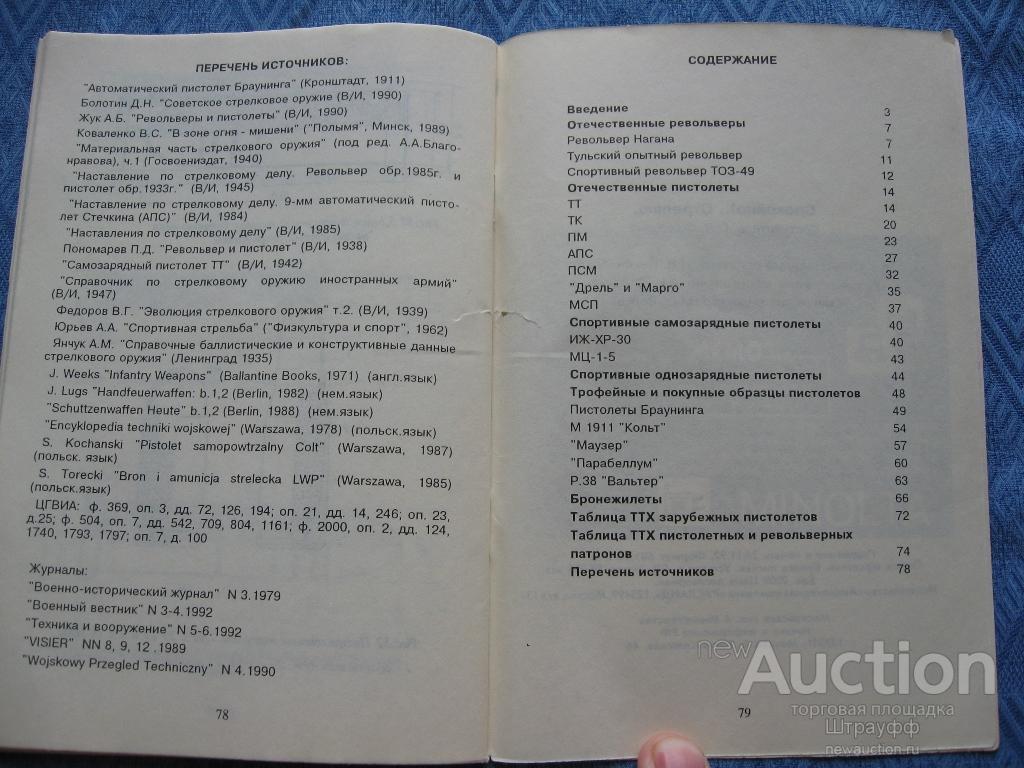 ПЕРЕЧЕНЬ ИСТОЧНИКОВ:
"Автоматический пистолет Браунинга" (Кронштадт, 1911)
Болотин Д.Н. "Советское стрелковое оружие (В/И, 1990)
Жук А.Б. "Револьверы и пистолеты" (В/И, 1990)
Коваленко В.С. "В зоне огня - мишени" ("Полымя", Минск, 1989)
"Материальная часть стрелкового оружия" (под ред. А.А.Благо-
нравова), ч.1 (Госвоениздат, 1940)
"Наставление по стрелковому делу. Револьвер обр.1985г. и
пистолет обр.1933г." (В/И, 1945)
"Наставление по стрелковому делу. 9-мм автоматический писто-
лет Стечкина (АПС)" (В/И, 1984)
"Наставления по стрелковому делу" (В/И, 1985)
Пономарев П.Д. "Револьвер и пистолет" (В/И, 1938)
"Самозарядный пистолет ТТ" (В/И, 1942)
"Справочник по стрелковому оружию иностранных армий"
(В/И, 1947)
Федоров В.Г. "Эволюция стрелкового оружия" т.2. (В/И, 1939)
Юрьев А.А. "Спортивная стрельба" ("Физкультура и спорт", 1962)
Янчук А.М. "Справочные баллистические и конструктивные данные
стрелкового оружия" (Ленинград 1935)
J. Weeks "Infantry Weapons" (Ballantine Books, 1971) (англ.язык)
J. Lugs "Handfeuerwaffen: b.1,2 (Berlin, 1982) (нем.язык)
"Schuttzenwaffen Heute" b.1,2 (Berlin, 1988) (нем.язык)
"Encyklopedia techniki wojskowej" (Warszawa, 1978) (польск.язык)
S. Kochanski "Pistolet samopowtrzalny Colt" (Warszawa, 1987)
(польск. язык)
S. Torecki "Bron i amunicja strelecka LWP" (Warszawa, 1985)
(польск.язык)
ЦГВИА: ф. 369, оп. 3, дд. 72, 126, 194; оп. 21, дд. 14, 246; оп. 23,
д.25; ф. 504, оп. 7, дд. 542, 709, 804, 1161; ф. 2000, оп. 2, дд. 124,
1740, 1793, 1797; оп. 7, д. 100
Журналы:
"Военно-исторический журнал" N 3.1979
"Военный вестник" N 3-4.1992
"Техника и вооружение" N 5-6.1992
"VISIER" NN 8, 9, 12 .1989
"Wojskowy Przegled Techniczny" N 4.1990
78
СОДЕРЖАНИЕ
Введение 3
Отечественные револьверы 7
Револьвер Нагана 7
Тульский опытный револьвер 11
Спортивный револьвер ТОЗ-49 12
Отечественные пистолеты 14
ТТ 14
ТК 20
ПМ 23
АПС 27
ПСМ 32
"Дрель" и "Марго" 35
МСП 37
Спортивные самозарядные пистолеты 40
ИЖ-ХР-30 40
МЦ-1-5 43
Спортивные однозарядные пистолеты 44
Трофейные и покупные образцы пистолетов 48
Пистолеты Браунинга 49
М 1911 "Кольт" 54
"Маузер" 57
"Парабеллум" 60
Р.38 "Вальтер" 63
Бронежилеты 66
Таблица ТТХ зарубежных пистолетов 72
Таблица ТТХ пистолетных и револьверных
патронов 74
Перечень источников 78
79
new Auction
торговая площадка
Штрауфф
newauction.ru